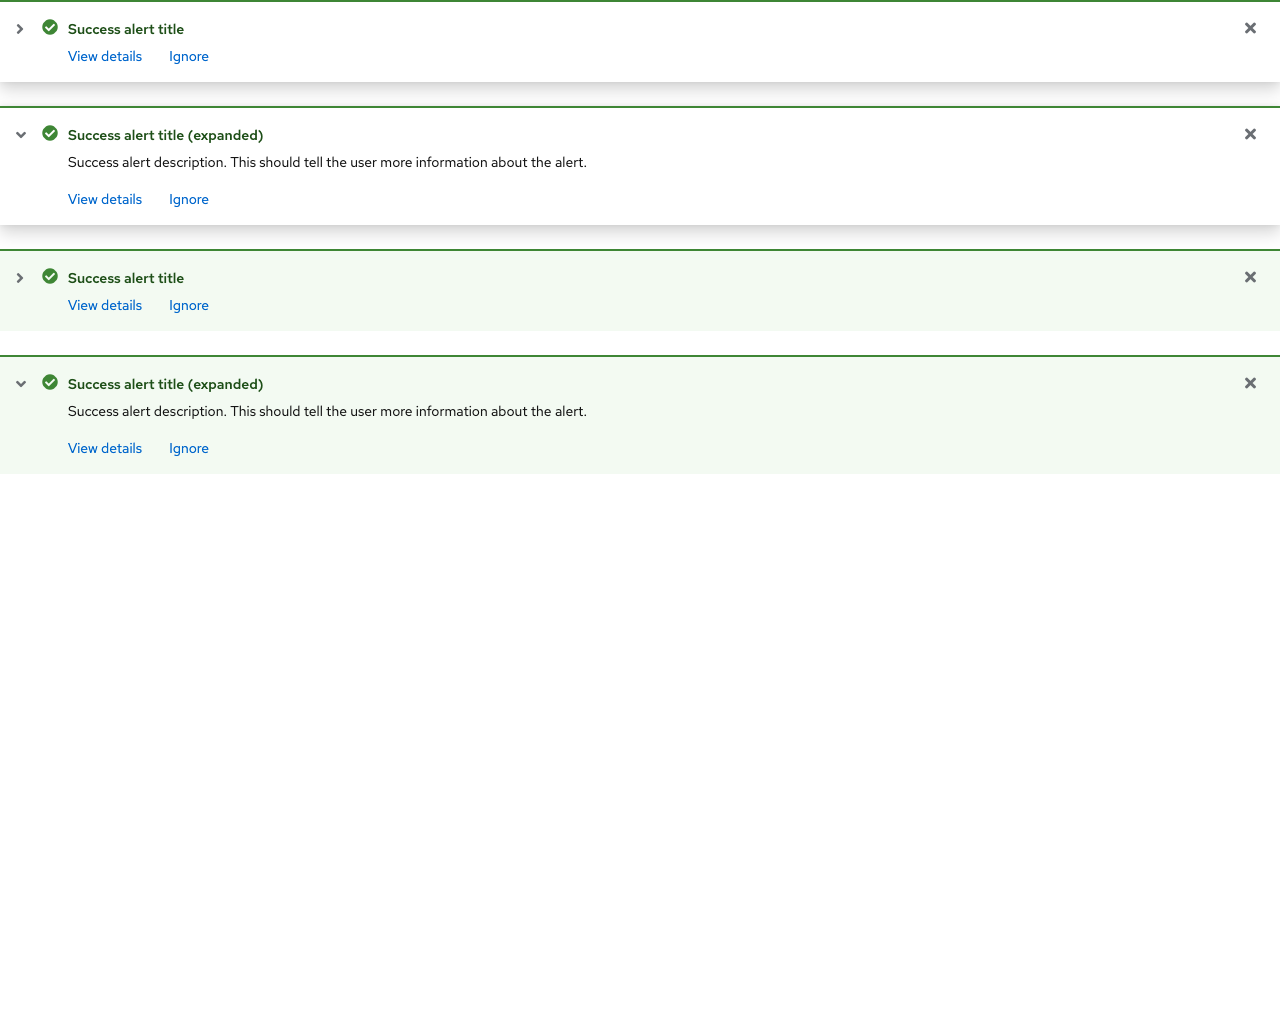 Success alert title
View details Ignore
Success alert title (expanded)
Success alert description. This should tell the user more information about the alert.
View details Ignore
Success alert title
View details Ignore
Success alert title (expanded)
Success alert description. This should tell the user more information about the alert.
View details Ignore